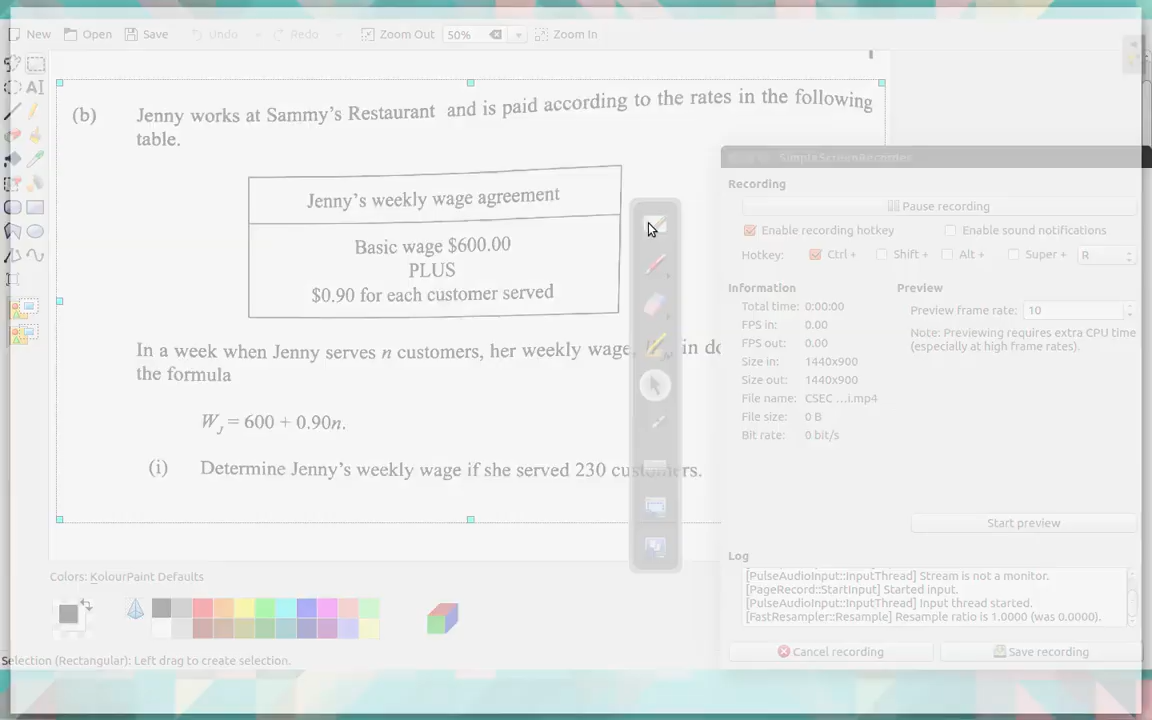 New Open Save Undo Redo Zoom Out 50% Zoom In
(b) Jenny works at Sammy's Restaurant and is paid according to the rates in the following
table.
Jenny's weekly wage agreement
Basic wage $600.00
PLUS
$0.90 for each customer served
In a week when Jenny serves n customers, her weekly wage, in do
the formula
W_J = 600 + 0.90n.
(i) Determine Jenny's weekly wage if she served 230 customers.
Colors: KolourPaint Defaults
Selection (Rectangular): Left drag to create selection.
SimpleScreenRecorder
Recording
Pause recording
Enable recording hotkey Enable sound notifications
Hotkey: Ctrl + Shift + Alt + Super + R
Information
Total time: 0:00:00
FPS in: 0.00
FPS out: 0.00
Size in: 1440x900
Size out: 1440x900
File name: CSEC ...i.mp4
File size: 0 B
Bit rate: 0 bit/s
Preview
Preview frame rate: 10
Note: Previewing requires extra CPU time
(especially at high frame rates).
Start preview
Log
[PulseAudioInput::InputThread] Stream is not a monitor.
[PageRecord::StartInput] Started input.
[PulseAudioInput::InputThread] Input thread started.
[FastResampler::Resample] Resample ratio is 1.0000 (was 0.0000).
Cancel recording Save recording